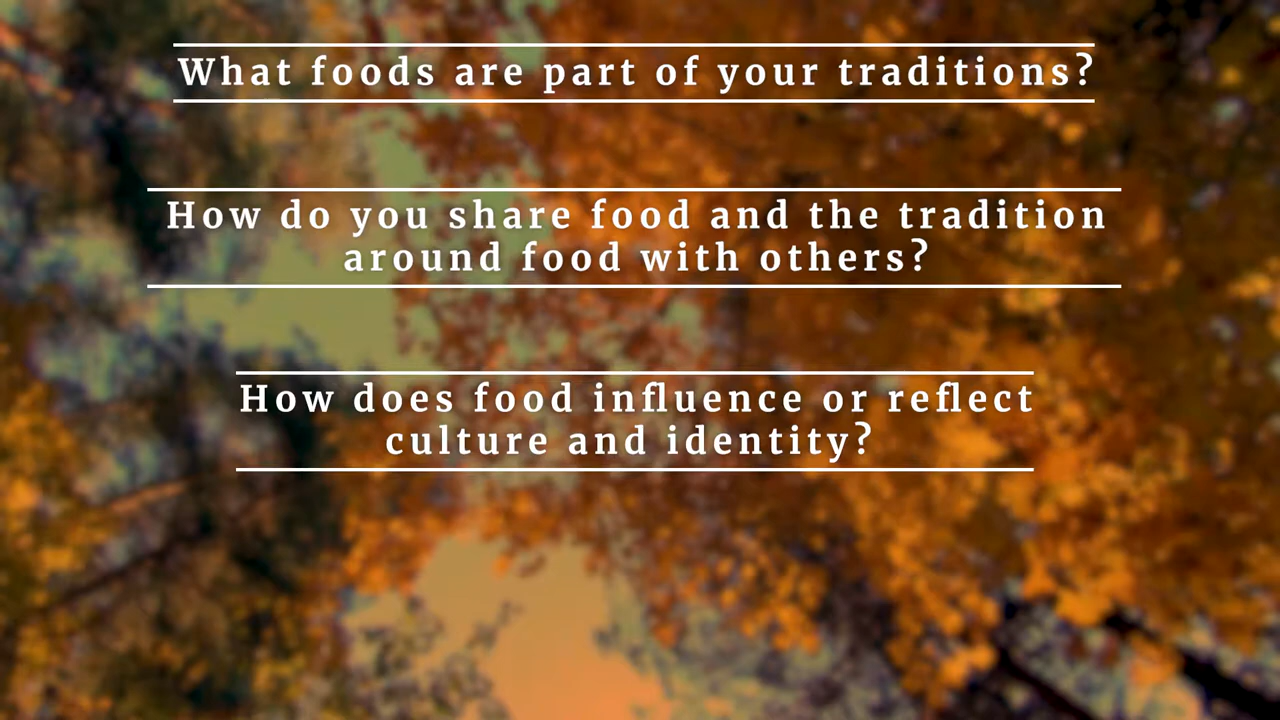 What foods are part of your traditions?
How do you share food and the tradition
around food with others?
How does food influence or reflect
culture and identity?